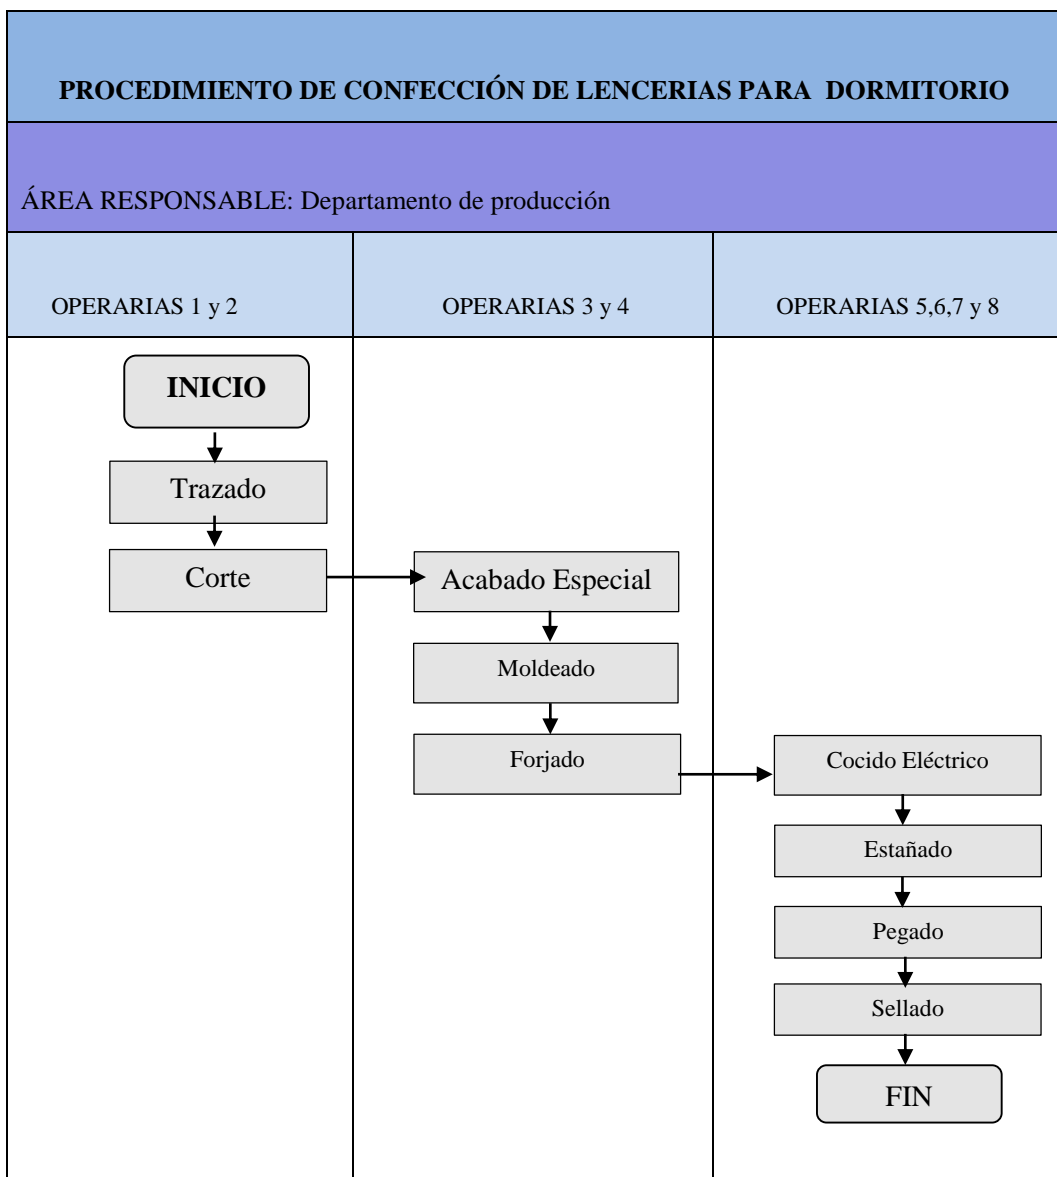 PROCEDIMIENTO DE CONFECCIÓN DE LENCERIAS PARA DORMITORIO
ÁREA RESPONSABLE: Departamento de producción
OPERARIAS 1 y 2
OPERARIAS 3 y 4
OPERARIAS 5,6,7 y 8
INICIO
Trazado
Corte
Acabado Especial
Moldeado
Forjado
Cocido Eléctrico
Estañado
Pegado
Sellado
FIN